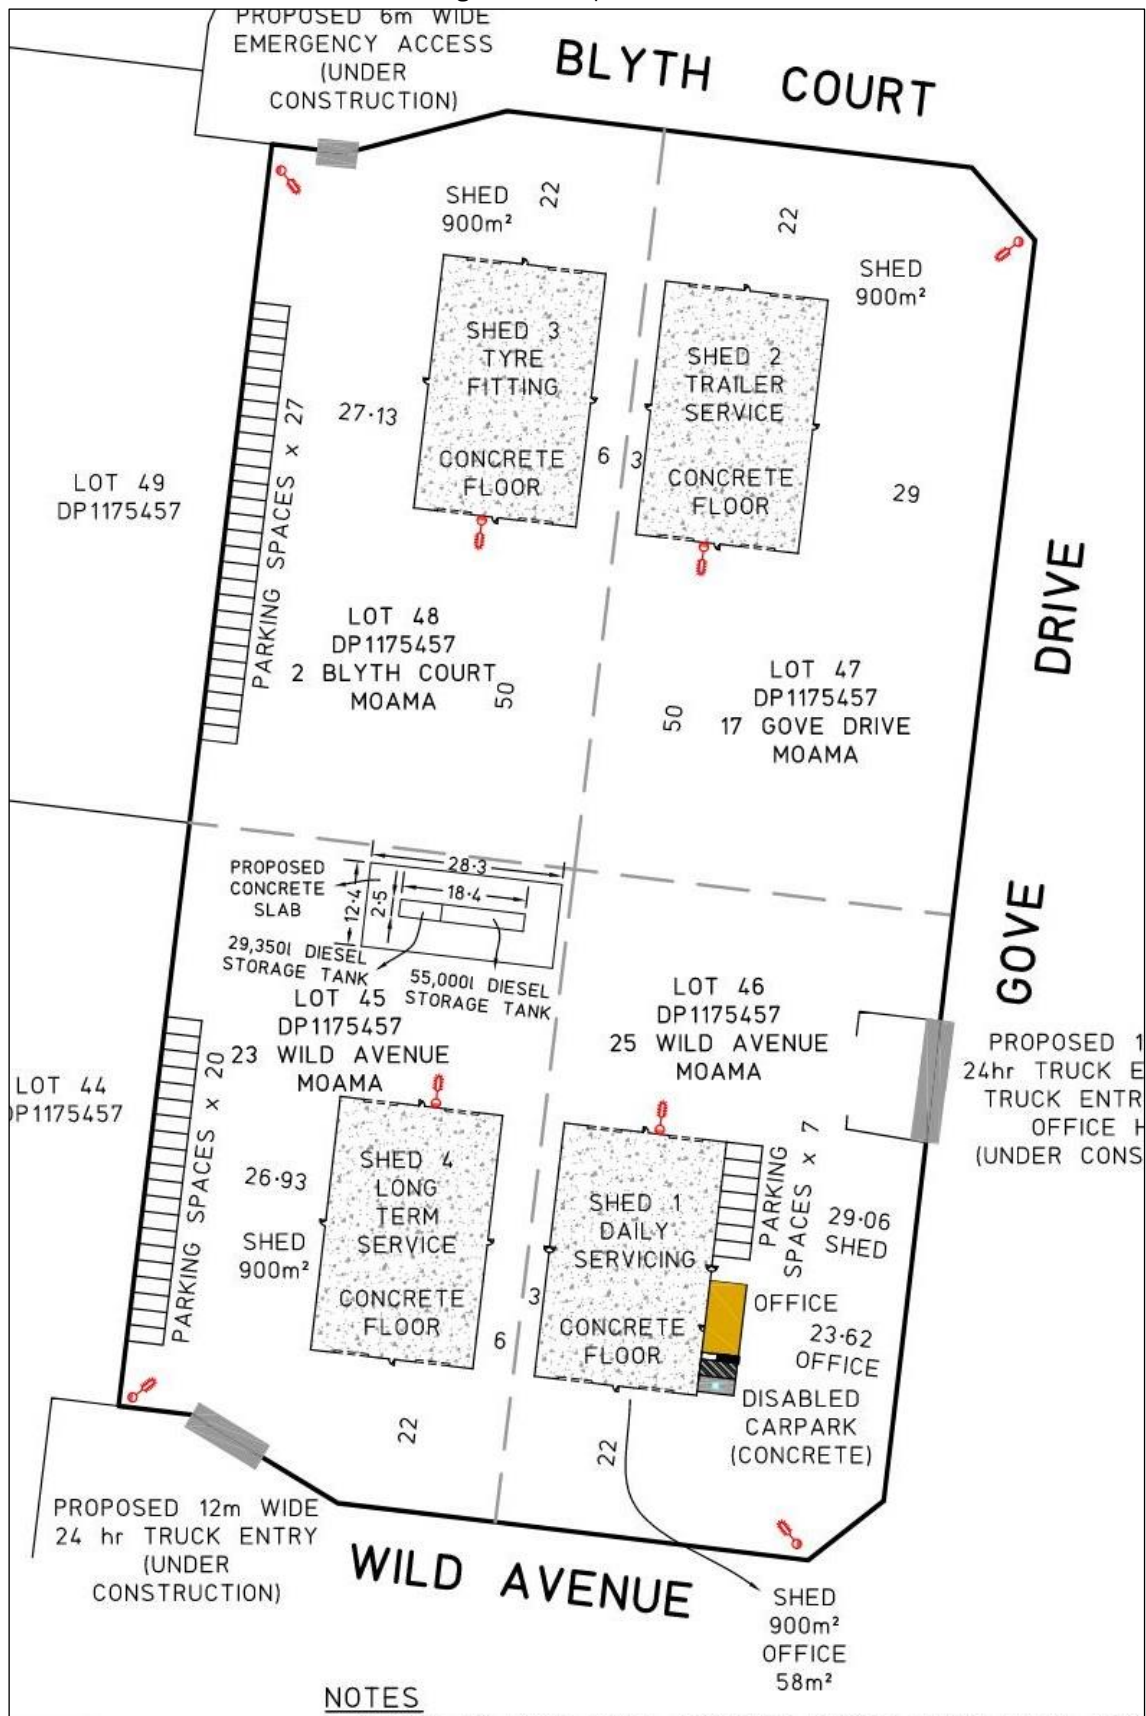 PROPOSED 6m WIDE
EMERGENCY ACCESS
(UNDER
CONSTRUCTION)
BLYTH COURT
SHED
900m²
22
22
SHED
900m²
SHED 3
TYRE
FITTING
CONCRETE
FLOOR
SHED 2
TRAILER
SERVICE
CONCRETE
FLOOR
27·13
6
3
29
PARKING SPACES x 27
LOT 49
DP1175457
LOT 48
DP1175457
2 BLYTH COURT
MOAMA
50
50
LOT 47
DP1175457
17 GOVE DRIVE
MOAMA
GOVE DRIVE
PROPOSED
CONCRETE
SLAB
28·3
18·4
12·4
2·5
29,350l DIESEL
STORAGE TANK
55,000l DIESEL
STORAGE TANK
LOT 45
DP1175457
23 WILD AVENUE
MOAMA
LOT 46
DP1175457
25 WILD AVENUE
MOAMA
PROPOSED 1
24hr TRUCK E
TRUCK ENTR
OFFICE H
(UNDER CONS
LOT 44
DP1175457
PARKING SPACES x 20
26·93
SHED
900m²
SHED 4
LONG
TERM
SERVICE
CONCRETE
FLOOR
SHED 1
DAILY
SERVICING
CONCRETE
FLOOR
3
6
PARKING
SPACES x 7
29·06
SHED
OFFICE
23·62
OFFICE
DISABLED
CARPARK
(CONCRETE)
22
22
PROPOSED 12m WIDE
24 hr TRUCK ENTRY
(UNDER
CONSTRUCTION)
WILD AVENUE
SHED
900m²
OFFICE
58m²
NOTES